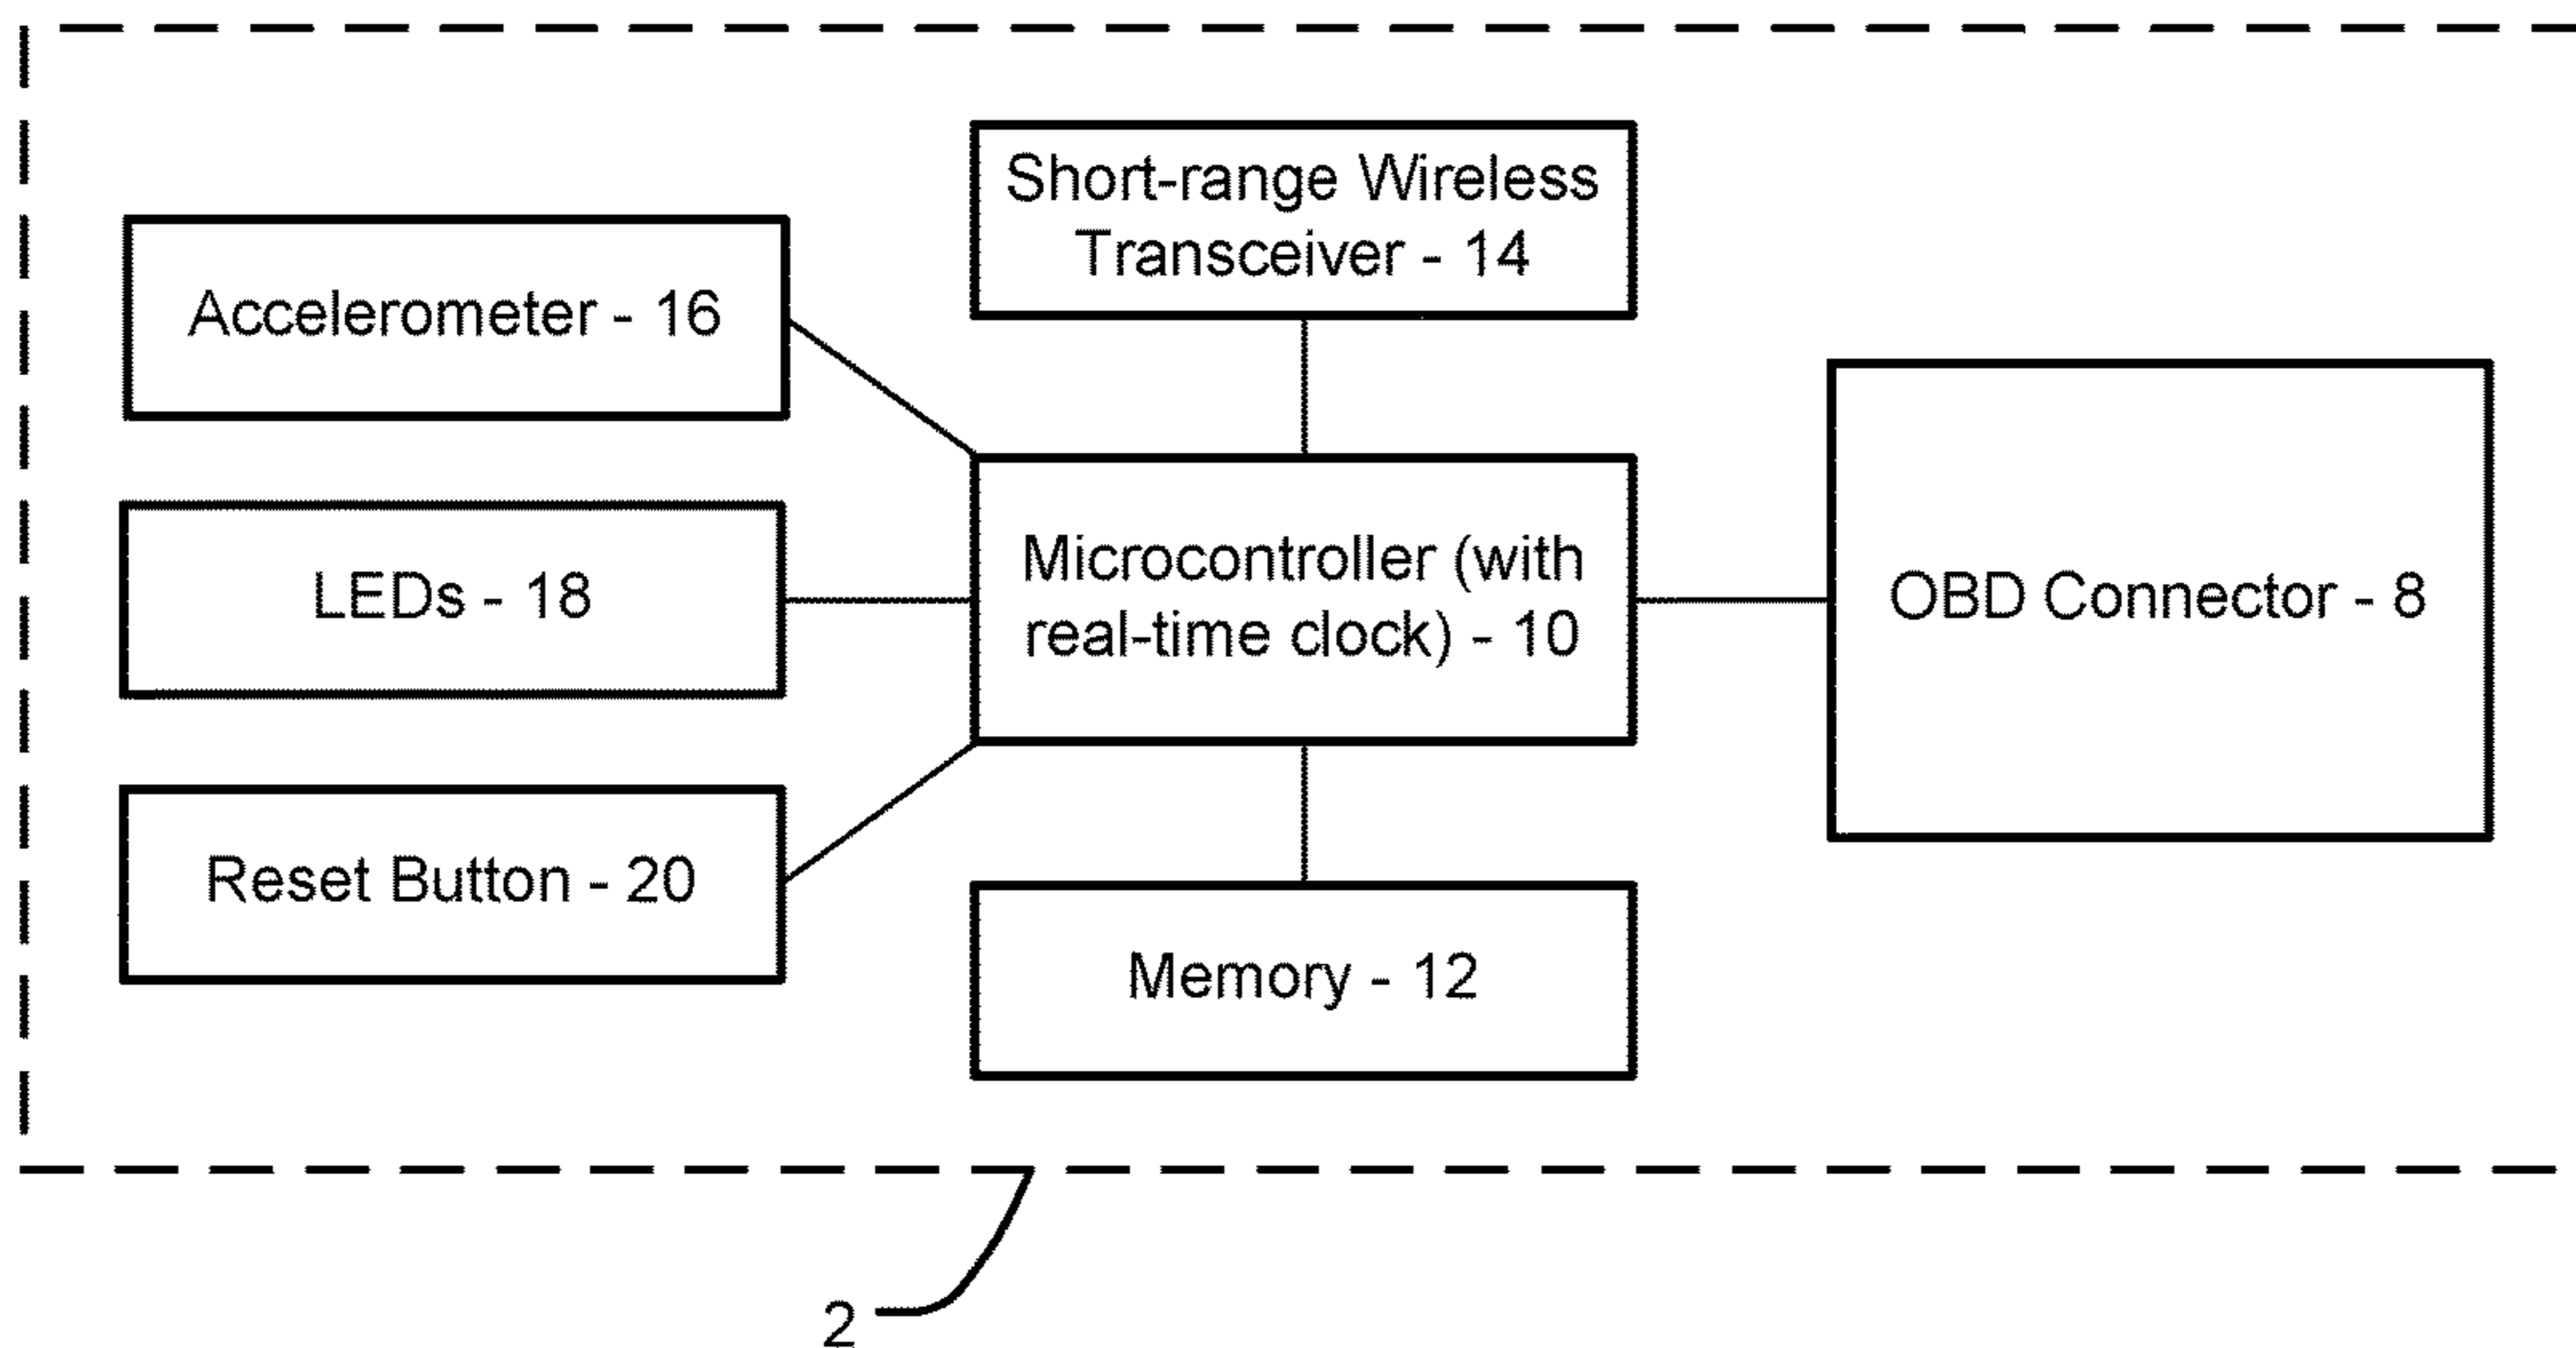 Short-range Wireless
Transceiver - 14
Accelerometer - 16
Microcontroller (with
real-time clock) - 10
LEDs - 18
OBD Connector - 8
Reset Button - 20
Memory - 12
2